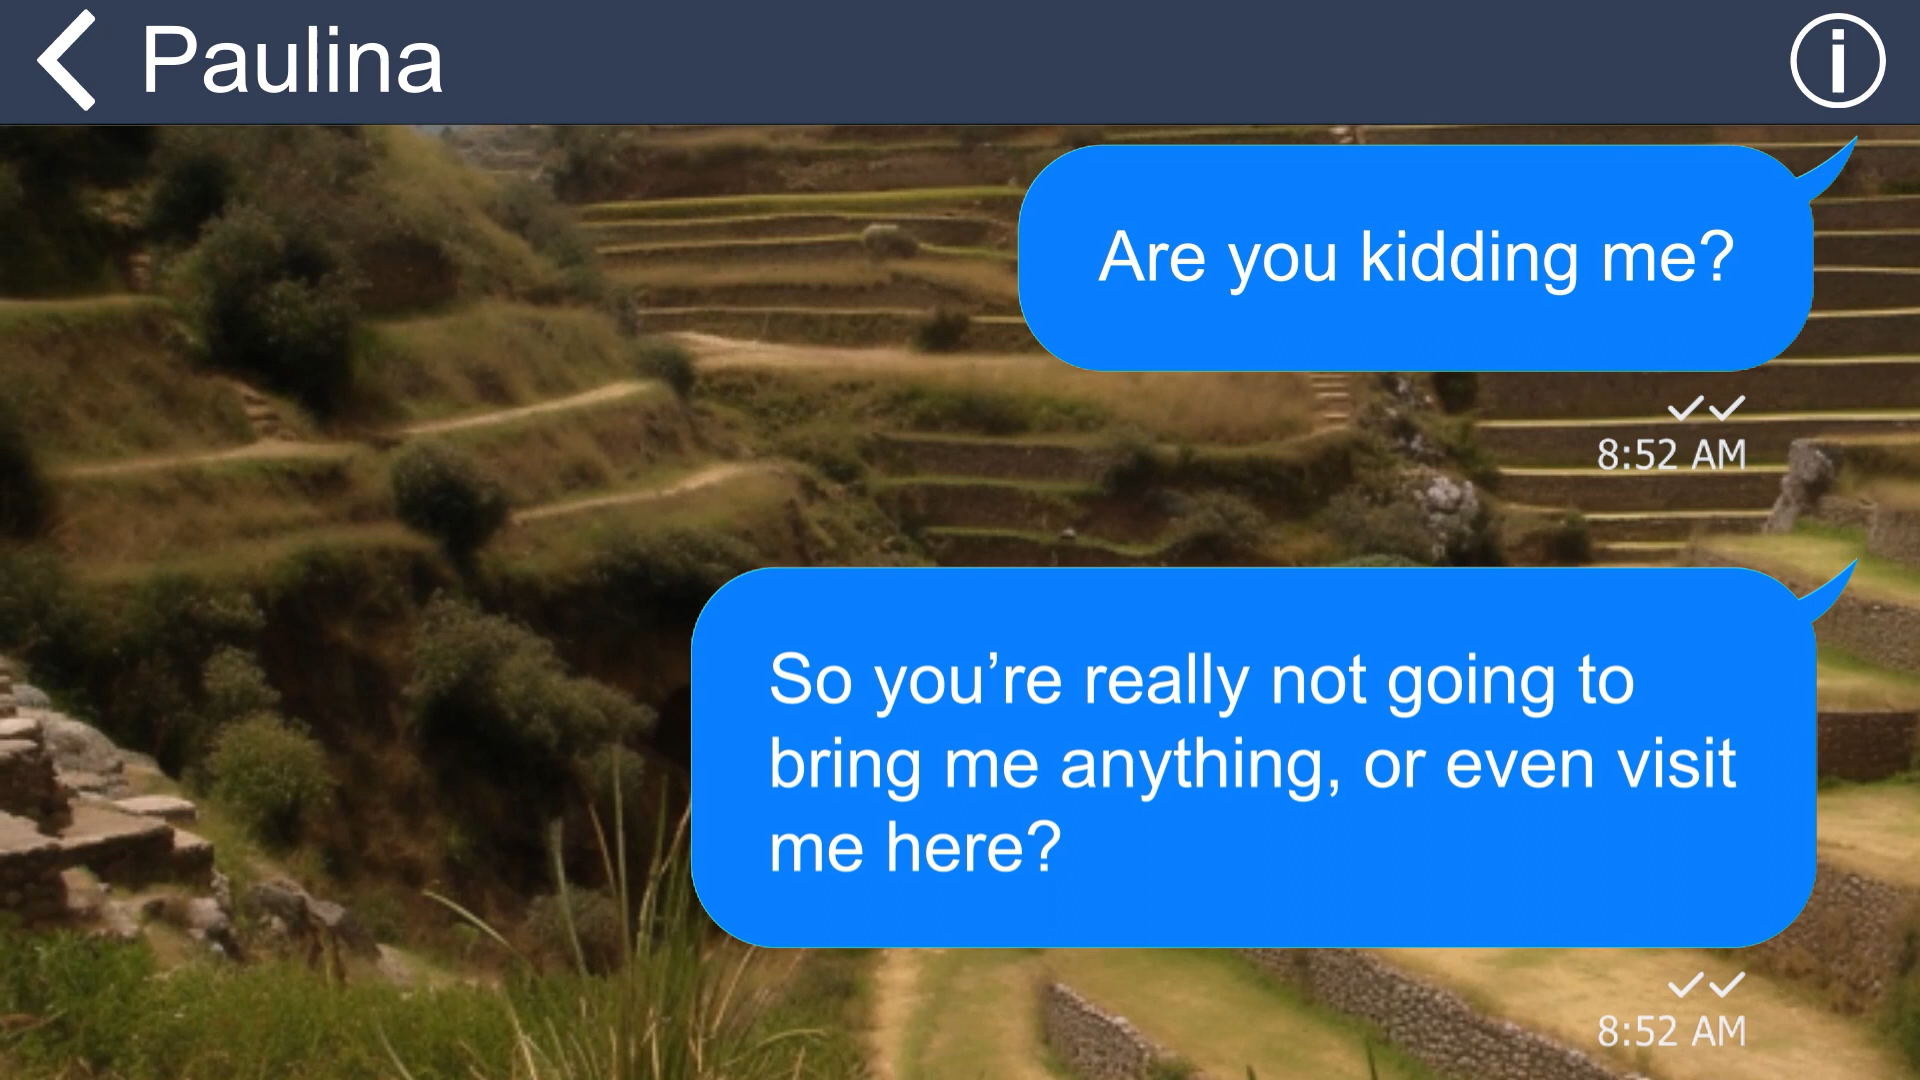 Paulina
Are you kidding me?
8:52 AM
So you’re really not going to
bring me anything, or even visit
me here?
8:52 AM